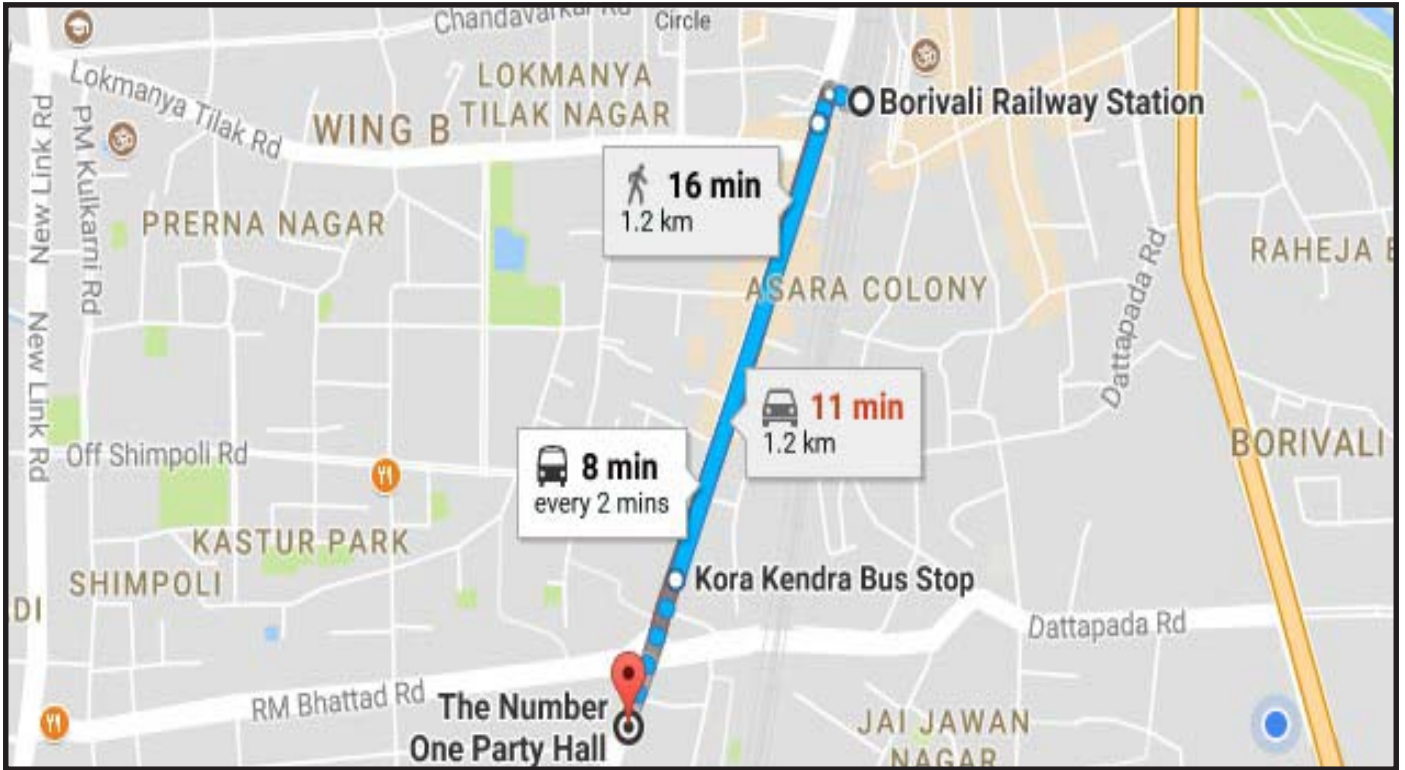 Chandavarkar Rd
Circle
LOKMANYA
TILAK NAGAR
Lokmanya Tilak Rd
WING B
Borivali Railway Station
New Link Rd
PM Kulkarni Rd
16 min
1.2 km
PRERNA NAGAR
Dattapada Rd
RAHEJA
ASARA COLONY
New Link Rd
11 min
1.2 km
BORIVALI
Off Shimpoli Rd
8 min
every 2 mins
KASTUR PARK
SHIMPOLI
Kora Kendra Bus Stop
DI
Dattapada Rd
RM Bhattad Rd
The Number
One Party Hall
JAI JAWAN
NAGAR